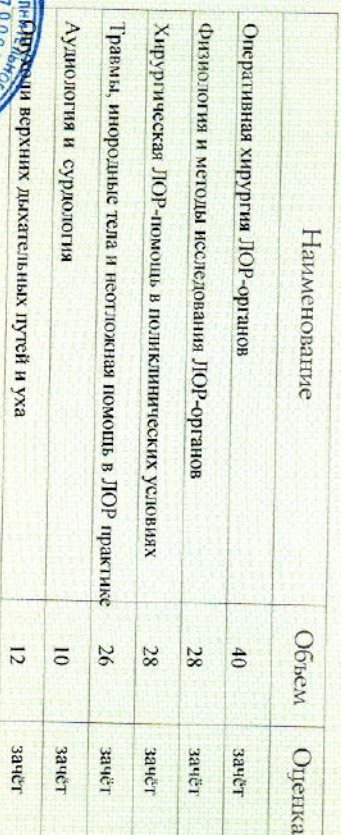 Наименование Объем Оценка
Оперативная хирургия ЛОР-органов 40 зачёт
Физиология и методы исследования ЛОР-органов 28 зачёт
Хирургическая ЛОР-помощь в поликлинических условиях 28 зачёт
Травмы, инородные тела и неотложная помощь в ЛОР практике 26 зачёт
Аудиология и сурдология 10 зачёт
верхних дыхательных путей и уха 12 зачёт